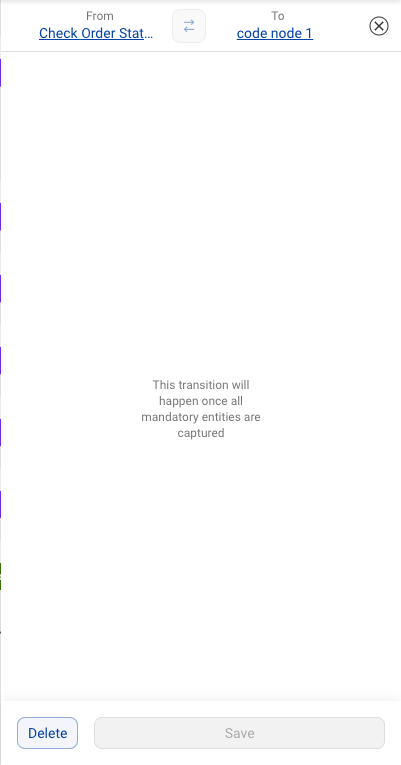 From
To
Check Order Stat...
code node 1
This transition will
happen once all
mandatory entities are
captured
Delete
Save